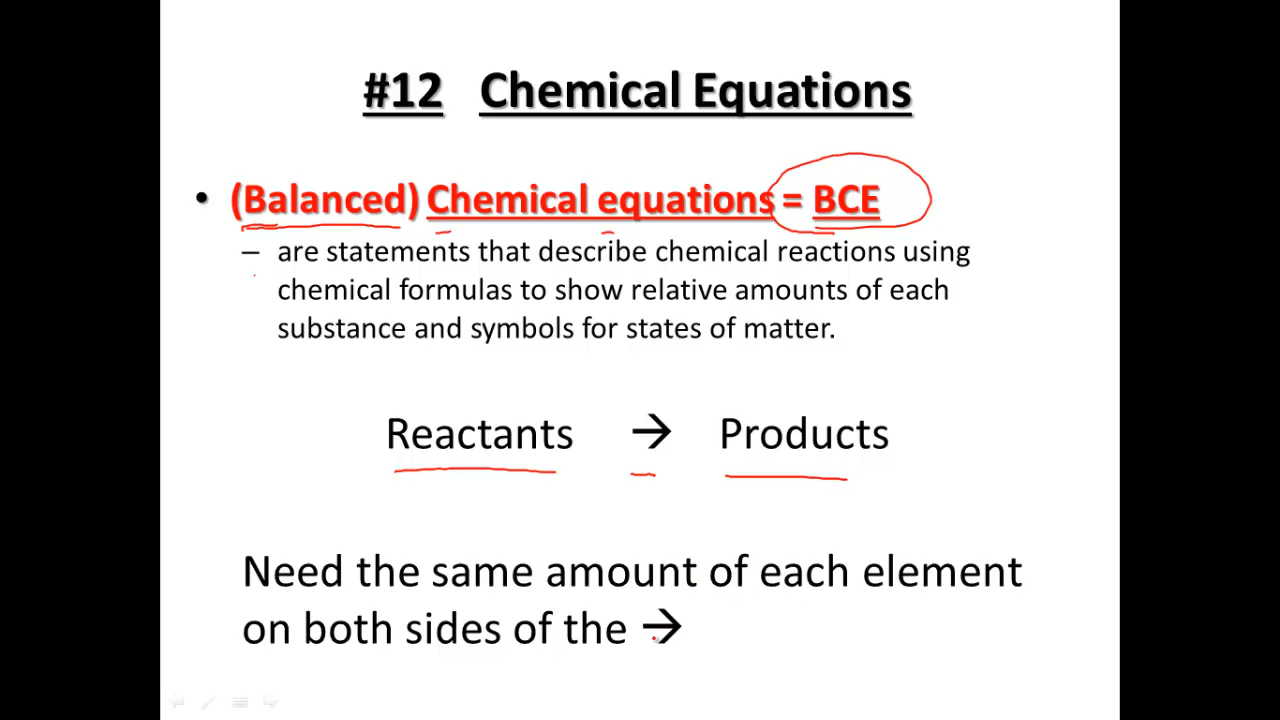 #12 Chemical Equations
• (Balanced) Chemical equations = BCE
– are statements that describe chemical reactions using
chemical formulas to show relative amounts of each
substance and symbols for states of matter.
Reactants → Products
Need the same amount of each element
on both sides of the →